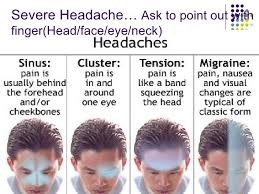 Severe Headache... Ask to point out with
finger(Head/face/eye/neck)
Headaches
Sinus:
pain is
usually behind
the forehead
and/or
cheekbones
Cluster:
pain is
in and
around
one eye
Tension:
pain is
like a band
squeezing
the head
Migraine:
pain, nausea
and visual
changes are
typical of
classic form